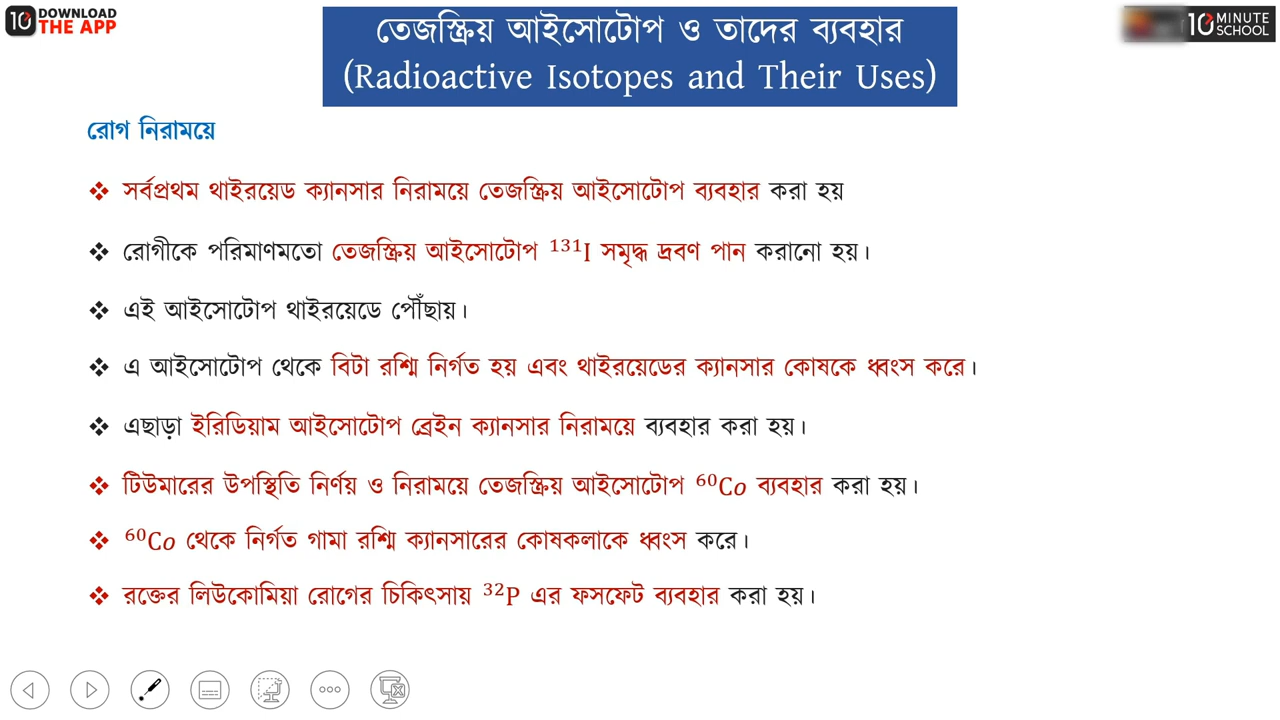 10 DOWNLOAD
THE APP
তেজস্ক্রিয় আইসোটোপ ও তাদের ব্যবহার
(Radioactive Isotopes and Their Uses)
10 MINUTE
SCHOOL
রোগ নিরাময়ে
❖ সর্বপ্রথম থাইরয়েড ক্যানসার নিরাময়ে তেজস্ক্রিয় আইসোটোপ ব্যবহার করা হয়
❖ রোগীকে পরিমাণমতো তেজস্ক্রিয় আইসোটোপ ¹³¹I সমৃদ্ধ দ্রবণ পান করানো হয়।
❖ এই আইসোটোপ থাইরয়েডে পৌঁছায়।
❖ এ আইসোটোপ থেকে বিটা রশ্মি নির্গত হয় এবং থাইরয়েডের ক্যানসার কোষকে ধ্বংস করে।
❖ এছাড়া ইরিডিয়াম আইসোটোপ ব্রেইন ক্যানসার নিরাময়ে ব্যবহার করা হয়।
❖ টিউমারের উপস্থিতি নির্ণয় ও নিরাময়ে তেজস্ক্রিয় আইসোটোপ ⁶⁰Co ব্যবহার করা হয়।
❖ ⁶⁰Co থেকে নির্গত গামা রশ্মি ক্যানসারের কোষকলাকে ধ্বংস করে।
❖ রক্তের লিউকোমিয়া রোগের চিকিৎসায় ³²P এর ফসফেট ব্যবহার করা হয়।